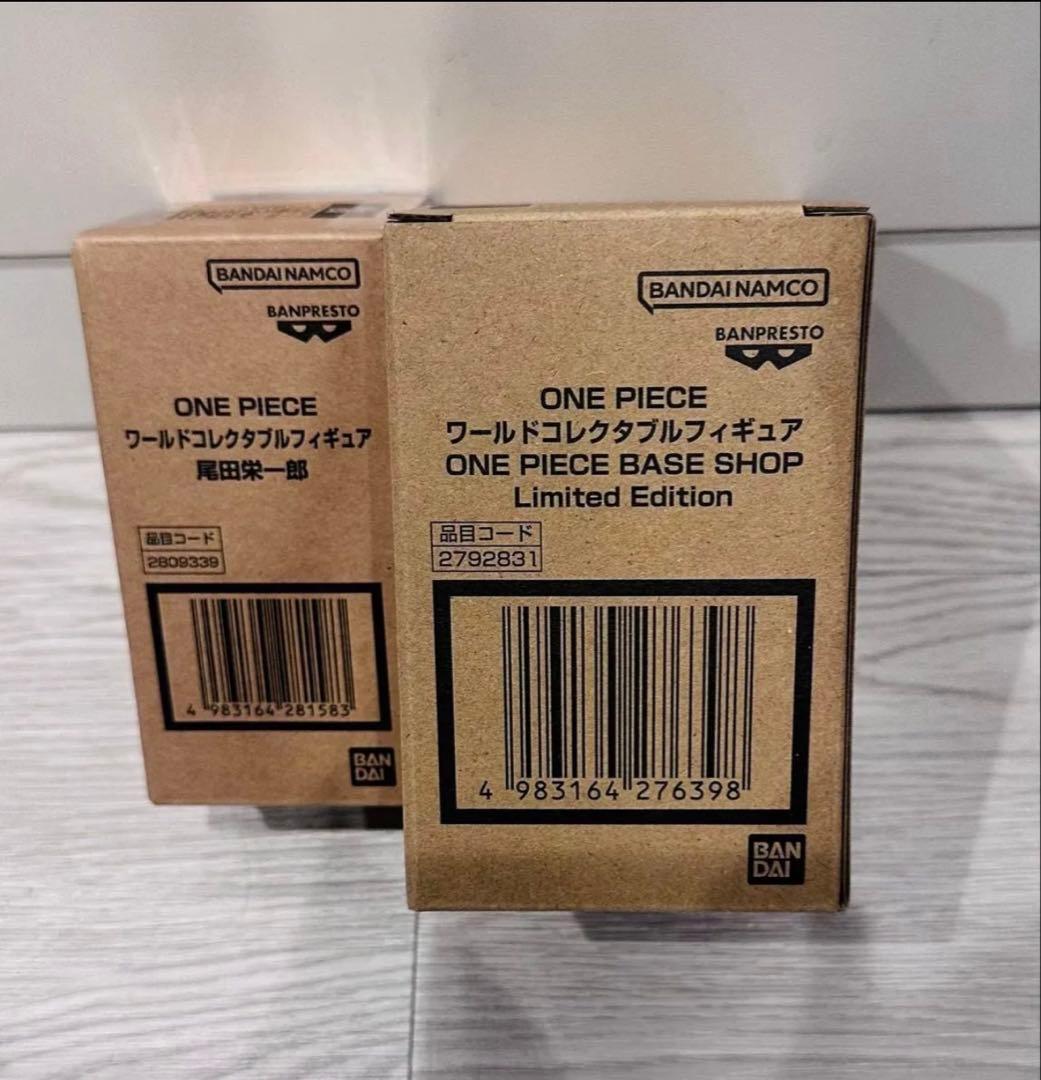 BANDAI NAMCO
BANPRESTO
ONE PIECE
ワールドコレクタブルフィギュア
尾田栄一郎
品目コード
2809339
4 983164 281583
BAN
DAI
BANDAI NAMCO
BANPRESTO
ONE PIECE
ワールドコレクタブルフィギュア
ONE PIECE BASE SHOP
Limited Edition
品目コード
2792831
4 983164 276398
BAN
DAI